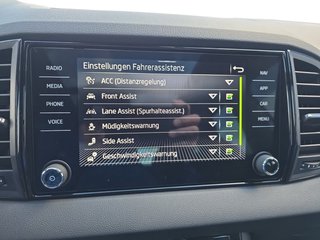 Einstellungen Fahrerassistenz
RADIO
MEDIA
PHONE
VOICE
ACC (Distanzregelung)
Front Assist
Lane Assist (Spurhalteassist.)
Müdigkeitswarnung
Side Assist
Geschwindigkeitswarnung
NAV
CAR
MENU